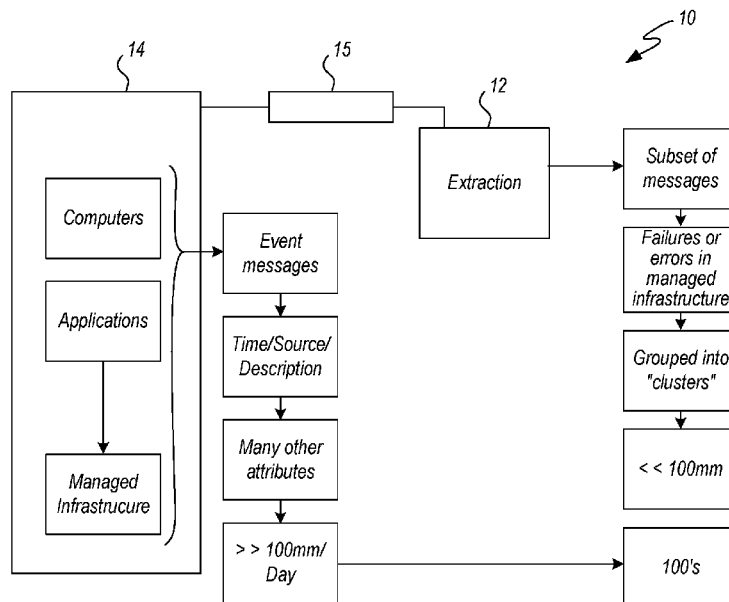 10
14
15
12
Computers
Applications
Managed
Infrastrucure
Event
messages
Time/Source/
Description
Many other
attributes
> > 100mm/
Day
Extraction
Subset of
messages
Failures or
errors in
managed
infrastructure
Grouped into
"clusters"
< < 100mm
100's